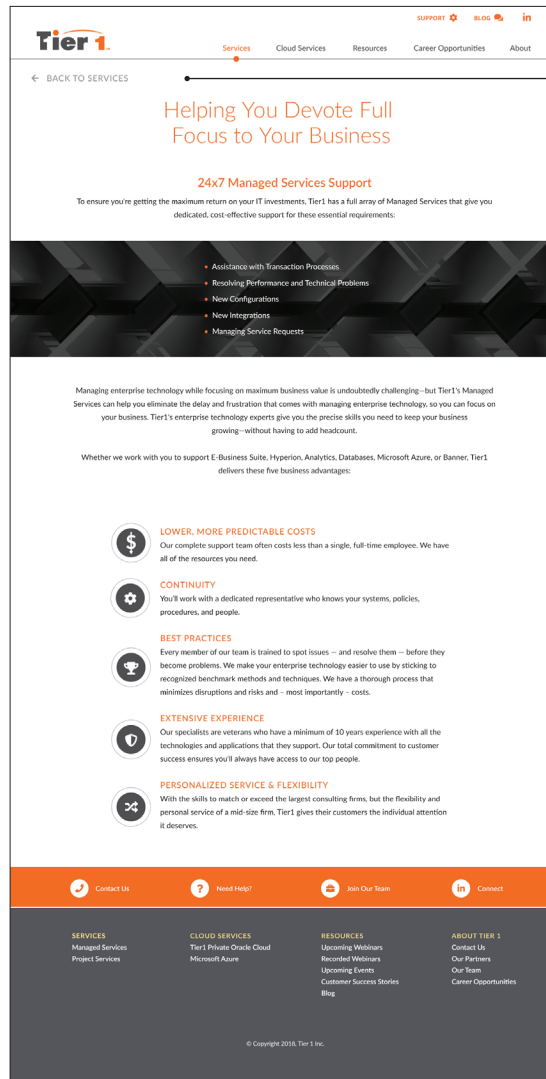 SUPPORT BLOG in
Tier 1™
Services Cloud Services Resources Career Opportunities About
BACK TO SERVICES
Helping You Devote Full
Focus to Your Business
24x7 Managed Services Support
To ensure you're getting the maximum return on your IT investments, Tier1 has a full array of Managed Services that give you
dedicated, cost-effective support for these essential requirements:
• Assistance with Transaction Processes
• Resolving Performance and Technical Problems
• New Configurations
• New Integrations
• Managing Service Requests
Managing enterprise technology while focusing on maximum business value is undoubtedly challenging—but Tier1's Managed
Services can help you eliminate the delay and frustration that comes with managing enterprise technology, so you can focus on
your business. Tier1's enterprise technology experts give you the precise skills you need to keep your business
growing—without having to add headcount.
Whether we work with you to support E-Business Suite, Hyperion, Analytics, Databases, Microsoft Azure, or Banner, Tier1
delivers these five business advantages:
$
LOWER, MORE PREDICTABLE COSTS
Our complete support team often costs less than a single, full-time employee. We have
all of the resources you need.
CONTINUITY
You'll work with a dedicated representative who knows your systems, policies,
procedures, and people.
BEST PRACTICES
Every member of our team is trained to spot issues — and resolve them — before they
become problems. We make your enterprise technology easier to use by sticking to
recognized benchmark methods and techniques. We have a thorough process that
minimizes disruptions and risks and – most importantly – costs.
EXTENSIVE EXPERIENCE
Our specialists are veterans who have a minimum of 10 years experience with all the
technologies and applications that they support. Our total commitment to customer
success ensures you'll always have access to our top people.
PERSONALIZED SERVICE & FLEXIBILITY
With the skills to match or exceed the largest consulting firms, but the flexibility and
personal service of a mid-size firm, Tier1 gives their customers the individual attention
it deserves.
Contact Us ? Need Help? Join Our Team in Connect
SERVICES
Managed Services
Project Services
CLOUD SERVICES
Tier1 Private Oracle Cloud
Microsoft Azure
RESOURCES
Upcoming Webinars
Recorded Webinars
Upcoming Events
Customer Success Stories
Blog
ABOUT TIER 1
Contact Us
Our Partners
Our Team
Career Opportunities
© Copyright 2018, Tier 1 Inc.